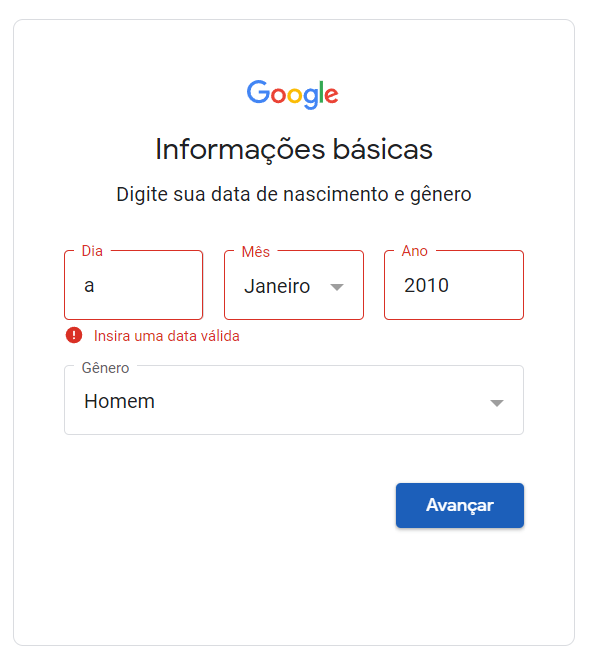 Google
Informações básicas
Digite sua data de nascimento e gênero
Dia Mês Ano
a Janeiro 2010
! Insira uma data válida
Gênero
Homem
Avançar